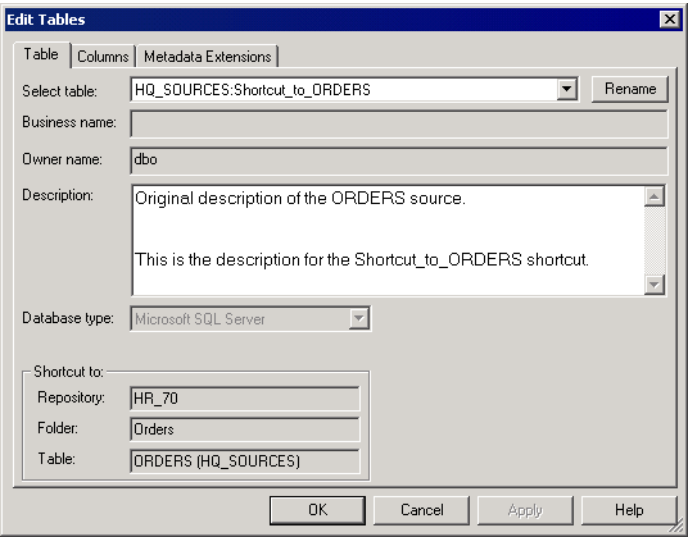 Edit Tables
Table Columns Metadata Extensions
Select table: HQ_SOURCES:Shortcut_to_ORDERS Rename
Business name:
Owner name: dbo
Description: Original description of the ORDERS source.
This is the description for the Shortcut_to_ORDERS shortcut.
Database type: Microsoft SQL Server
Shortcut to:
Repository: HR_70
Folder: Orders
Table: ORDERS (HQ_SOURCES)
OK Cancel Apply Help